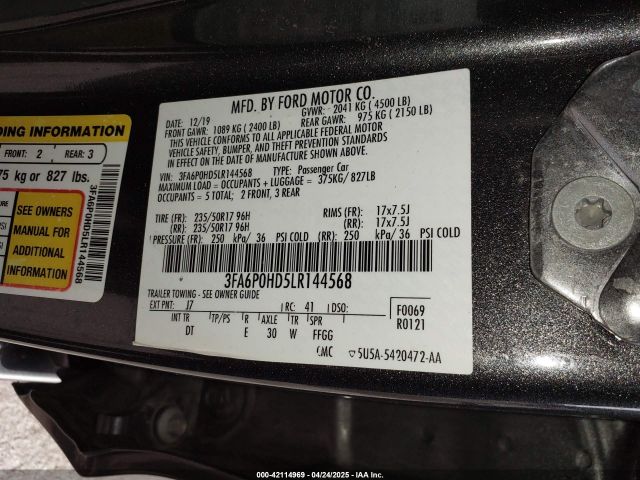 DING INFORMATION
FRONT: 2 REAR: 3
75 kg or 827 lbs.
SEE OWNERS
MANUAL FOR
ADDITIONAL
INFORMATION
3FA6P0HD5LR144568
MFD. BY FORD MOTOR CO.
DATE: 12/19 GVWR: 2041 KG ( 4500 LB)
FRONT GAWR: 1089 KG ( 2400 LB) REAR GAWR: 975 KG ( 2150 LB)
THIS VEHICLE CONFORMS TO ALL APPLICABLE FEDERAL MOTOR
VEHICLE SAFETY, BUMPER, AND THEFT PREVENTION STANDARDS
IN EFFECT ON THE DATE OF MANUFACTURE SHOWN ABOVE.
VIN: 3FA6P0HD5LR144568 TYPE: Passenger Car
MAXIMUM LOAD = OCCUPANTS + LUGGAGE = 375KG/827LB
OCCUPANTS = 5 TOTAL; 2 FRONT, 3 REAR
TIRE (FR): 235/50R17 96H RIMS (FR): 17x7.5J
(RR): 235/50R17 96H (RR): 17x7.5J
PRESSURE (FR): 250 kPa/ 36 PSI COLD (RR): 250 kPa/ 36 PSI COLD
3FA6P0HD5LR144568
TRAILER TOWING - SEE OWNER GUIDE
EXT PNT: J7 RC: 41 DSO:
INT TR TP/PS R AXLE TR SPR
DT E 30 W FFGG
F0069
R0121
5U5A-5420472-AA
000-42114969 - 04/24/2025 - IAA Inc.